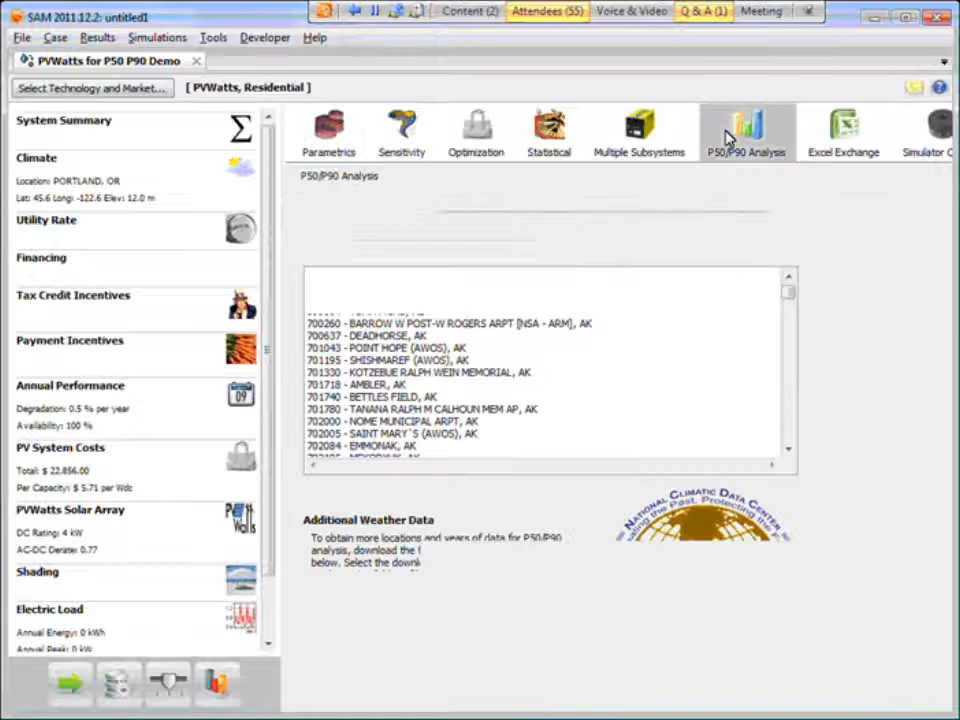 SAM 2011.12.2: untitled1
Content (2) Attendees (55) Voice & Video Q & A (1) Meeting
File Case Results Simulations Tools Developer Help
PVWatts for P50 P90 Demo
Select Technology and Market... [ PVWatts, Residential ]
System Summary
Climate
Location: PORTLAND, OR
Lat: 45.6 Long: -122.6 Elev: 12.0 m
Utility Rate
Financing
Tax Credit Incentives
Payment Incentives
Annual Performance
Degradation: 0.5 % per year
Availability: 100 %
PV System Costs
Total: $ 22,856.00
Per Capacity: $ 5.71 per Wdc
PVWatts Solar Array
DC Rating: 4 kW
AC-DC Derate: 0.77
Shading
Electric Load
Annual Energy: 0 kWh
Annual Peak: 0 kW
Parametrics Sensitivity Optimization Statistical Multiple Subsystems P50/P90 Analysis Excel Exchange Simulator
P50/P90 Analysis
700260 - BARROW W POST-W ROGERS ARPT [NSA - ARM], AK
700637 - DEADHORSE, AK
701043 - POINT HOPE (AWOS), AK
701195 - SHISHMAREF (AWOS), AK
701330 - KOTZEBUE RALPH WEIN MEMORIAL, AK
701718 - AMBLER, AK
701740 - BETTLES FIELD, AK
701780 - TANANA RALPH M CALHOUN MEM AP, AK
702000 - NOME MUNICIPAL ARPT, AK
702005 - SAINT MARY`S (AWOS), AK
702084 - EMMONAK, AK
Additional Weather Data
To obtain more locations and years of data for P50/P90
analysis, download the
below. Select the
NATIONAL CLIMATIC DATA CENTER
PVWatts
09